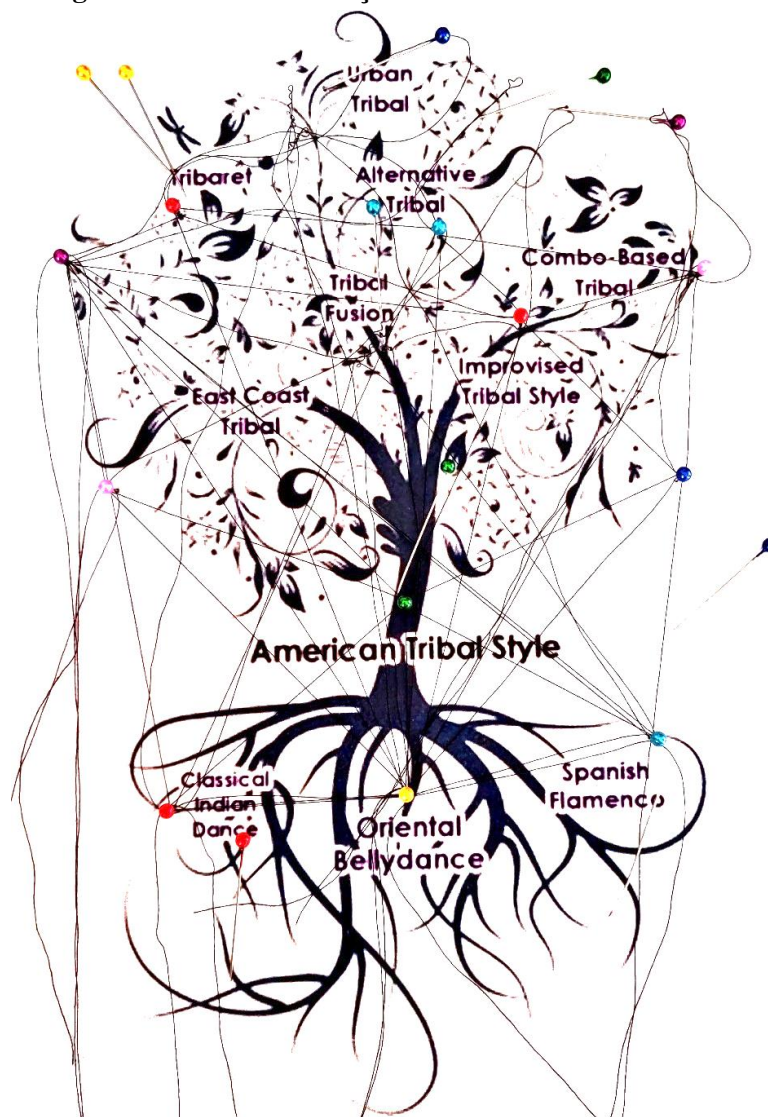 Urban
Tribal
Tribaret
Alternative
Tribal
Combo-Based
Tribal
Tribal
Fusion
Improvised
Tribal Style
East Coast
Tribal
American Tribal Style
Classical
Indian
Dance
Spanish
Flamenco
Oriental
Bellydance